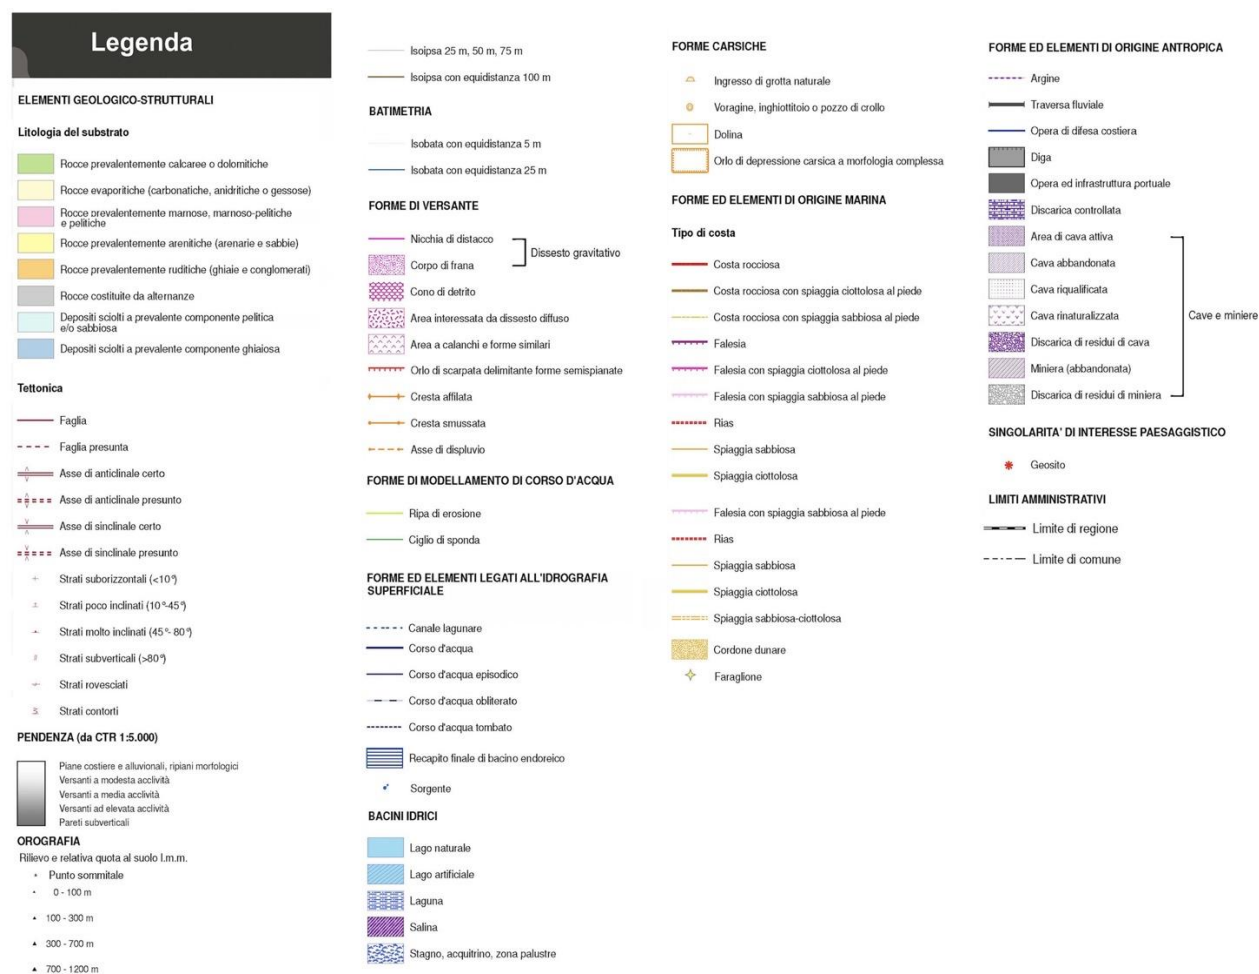 Legenda
ELEMENTI GEOLOGICO-STRUTTURALI
Litologia del substrato
Rocce prevalentemente calcaree o dolomitiche
Rocce evaporitiche (carbonatiche, anidritiche o gessose)
Rocce prevalentemente marnose, marnoso-pelitiche
e pelitiche
Rocce prevalentemente arenitiche (arenarie e sabbie)
Rocce prevalentemente ruditiche (ghiaie e conglomerati)
Rocce costituite da alternanze
Depositi sciolti a prevalente componente pelitica
e/o sabbiosa
Depositi sciolti a prevalente componente ghiaiosa
Tettonica
Faglia
Faglia presunta
Asse di anticlinale certo
Asse di anticlinale presunto
Asse di sinclinale certo
Asse di sinclinale presunto
Strati suborizzontali (<10°)
Strati poco inclinati (10°-45°)
Strati molto inclinati (45°- 80°)
Strati subverticali (>80°)
Strati rovesciati
Strati contorti
PENDENZA (da CTR 1:5.000)
Piane costiere e alluvionali, ripiani morfologici
Versanti a modesta acclività
Versanti a media acclività
Versanti ad elevata acclività
Pareti subverticali
OROGRAFIA
Rilievo e relativa quota al suolo l.m.m.
Punto sommitale
0 - 100 m
100 - 300 m
300 - 700 m
700 - 1200 m
Isoipsa 25 m, 50 m, 75 m
Isoipsa con equidistanza 100 m
BATIMETRIA
Isobata con equidistanza 5 m
Isobata con equidistanza 25 m
FORME DI VERSANTE
Nicchia di distacco
Corpo di frana
Dissesto gravitativo
Cono di detrito
Area interessata da dissesto diffuso
Area a calanchi e forme similari
Orlo di scarpata delimitante forme semispianate
Cresta affilata
Cresta smussata
Asse di displuvio
FORME DI MODELLAMENTO DI CORSO D'ACQUA
Ripa di erosione
Ciglio di sponda
FORME ED ELEMENTI LEGATI ALL'IDROGRAFIA
SUPERFICIALE
Canale lagunare
Corso d'acqua
Corso d'acqua episodico
Corso d'acqua obliterato
Corso d'acqua tombato
Recapito finale di bacino endoreico
Sorgente
BACINI IDRICI
Lago naturale
Lago artificiale
Laguna
Salina
Stagno, acquitrino, zona palustre
FORME CARSICHE
Ingresso di grotta naturale
Voragine, inghiottitoio o pozzo di crollo
Dolina
Orlo di depressione carsica a morfologia complessa
FORME ED ELEMENTI DI ORIGINE MARINA
Tipo di costa
Costa rocciosa
Costa rocciosa con spiaggia ciottolosa al piede
Costa rocciosa con spiaggia sabbiosa al piede
Falesia
Falesia con spiaggia ciottolosa al piede
Falesia con spiaggia sabbiosa al piede
Rias
Spiaggia sabbiosa
Spiaggia ciottolosa
Falesia con spiaggia sabbiosa al piede
Rias
Spiaggia sabbiosa
Spiaggia ciottolosa
Spiaggia sabbiosa-ciottolosa
Cordone dunare
Faraglione
FORME ED ELEMENTI DI ORIGINE ANTROPICA
Argine
Traversa fluviale
Opera di difesa costiera
Diga
Opera ed infrastruttura portuale
Discarica controllata
Area di cava attiva
Cava abbandonata
Cava riqualificata
Cava rinaturalizzata
Cave e miniere
Discarica di residui di cava
Miniera (abbandonata)
Discarica di residui di miniera
SINGOLARITA' DI INTERESSE PAESAGGISTICO
Geosito
LIMITI AMMINISTRATIVI
Limite di regione
Limite di comune